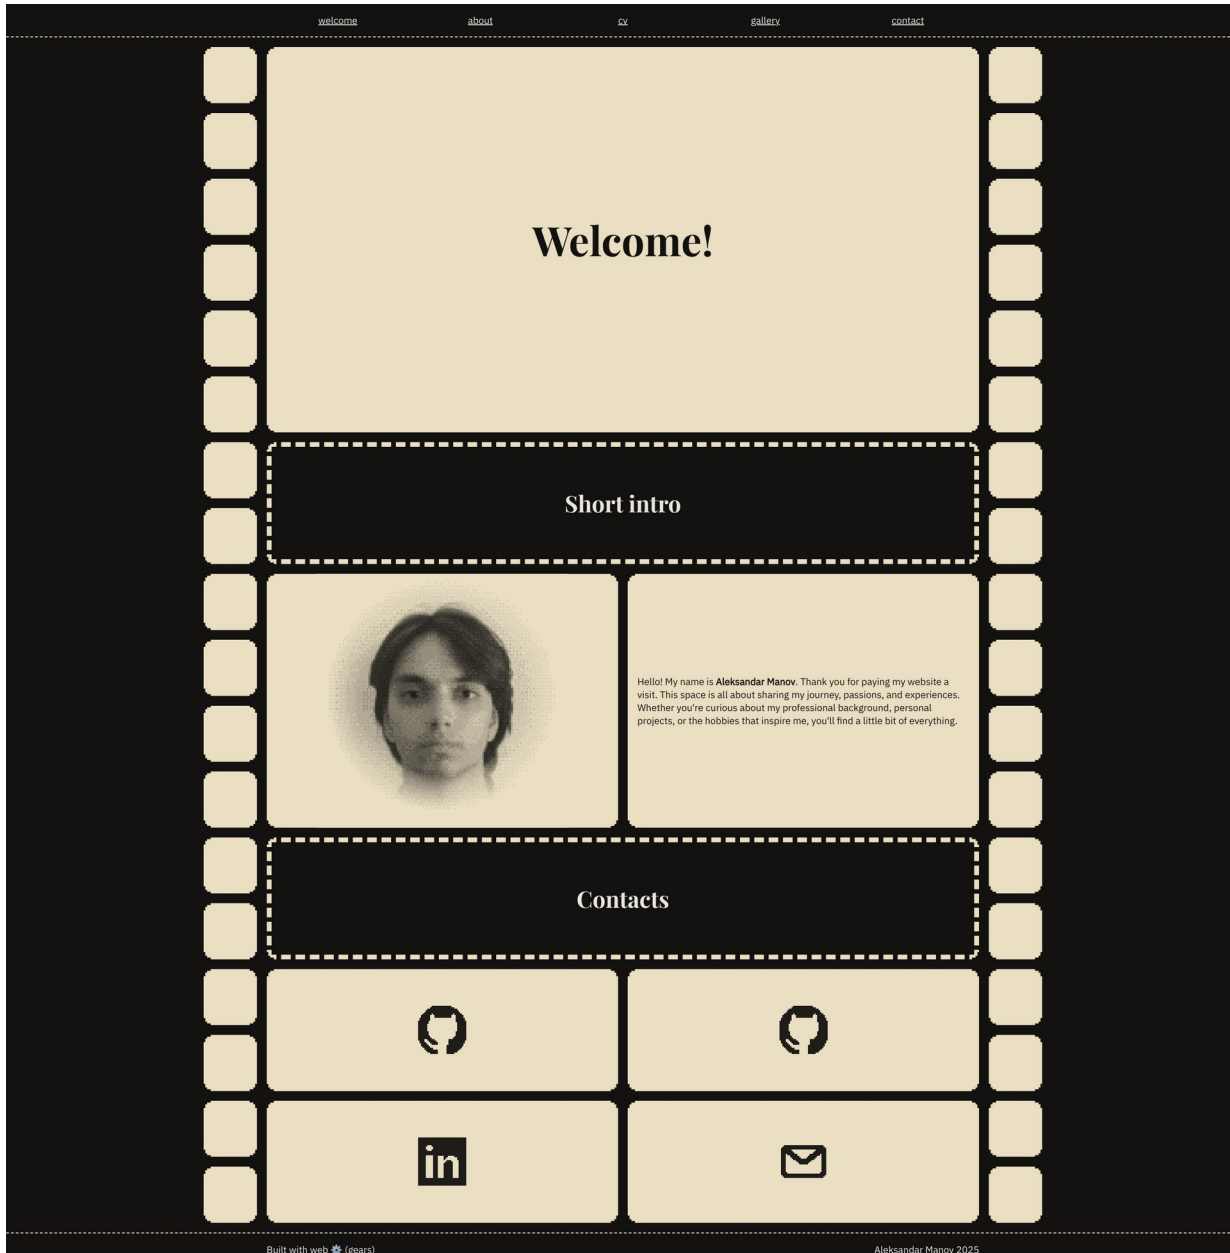 welcome about cv gallery contact
Welcome!
Short intro
Hello! My name is Aleksandar Manov. Thank you for paying my website a
visit. This space is all about sharing my journey, passions, and experiences.
Whether you're curious about my professional background, personal
projects, or the hobbies that inspire me, you'll find a little bit of everything.
Contacts
in
Built with web ⚙️ (gears) Aleksandar Manov 2025